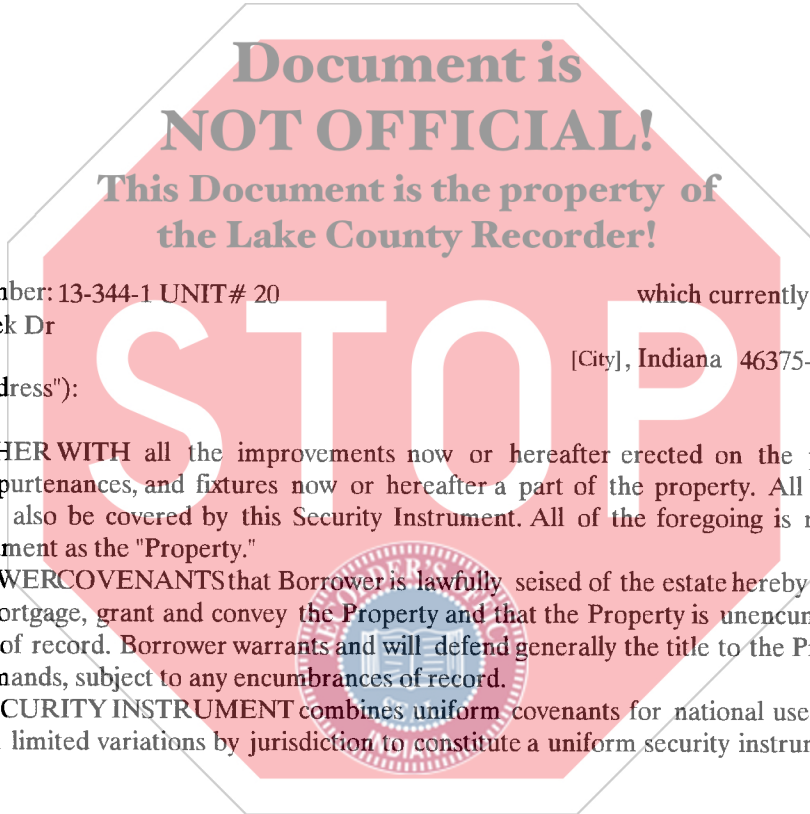 Document is
NOT OFFICIAL!
This Document is the property of
the Lake County Recorder!
nber: 13-344-1 UNIT# 20 which currently
ek Dr
[City], Indiana 46375-
dress"):
STOP
HER WITH all the improvements now or hereafter erected on the
purtenances, and fixtures now or hereafter a part of the property. All
also be covered by this Security Instrument. All of the foregoing is r
ment as the "Property."
WERCOVENANTS that Borrower is lawfully seised of the estate hereby
ortgage, grant and convey the Property and that the Property is unencun
of record. Borrower warrants and will defend generally the title to the P
nands, subject to any encumbrances of record.
CURITY INSTRUMENT combines uniform covenants for national use
limited variations by jurisdiction to constitute a uniform security instrun
INDIANA